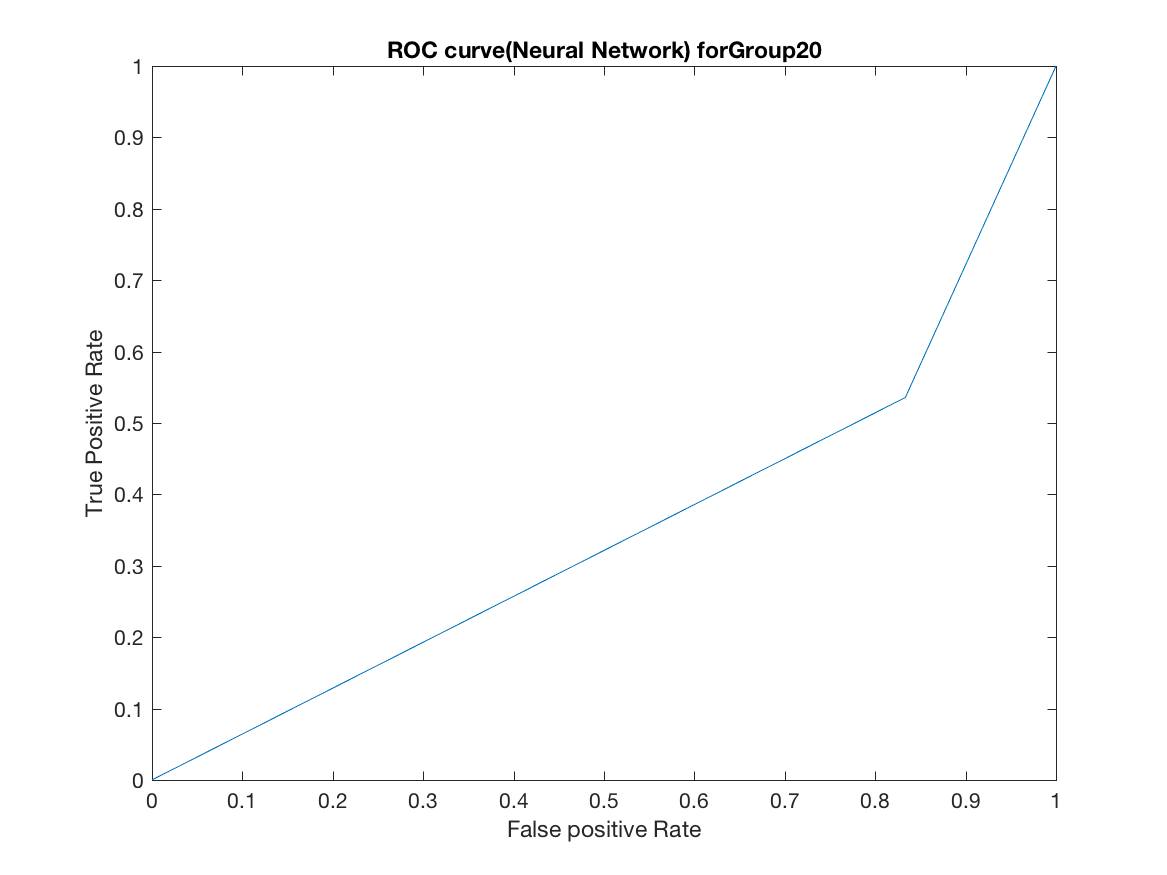 ROC curve(Neural Network) forGroup20
1
0.9
0.8
0.7
0.6
0.5
0.4
0.3
0.2
0.1
0
True Positive Rate
0 0.1 0.2 0.3 0.4 0.5 0.6 0.7 0.8 0.9 1
False positive Rate